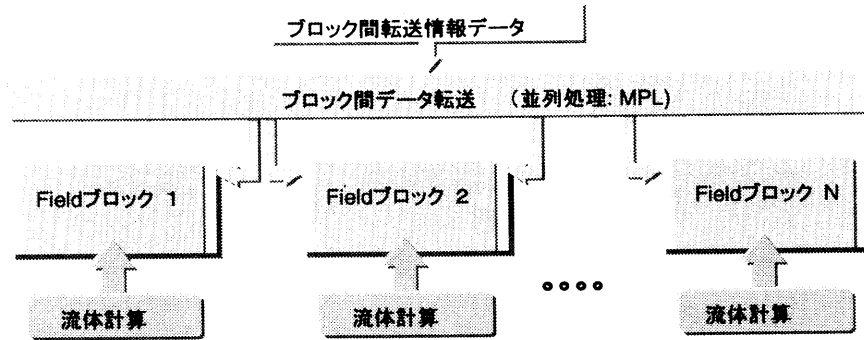 ブロック間転送情報データ
ブロック間データ転送 (並列処理: MPL)
Fieldブロック 1
Fieldブロック 2
Fieldブロック N
流体計算
流体計算
流体計算